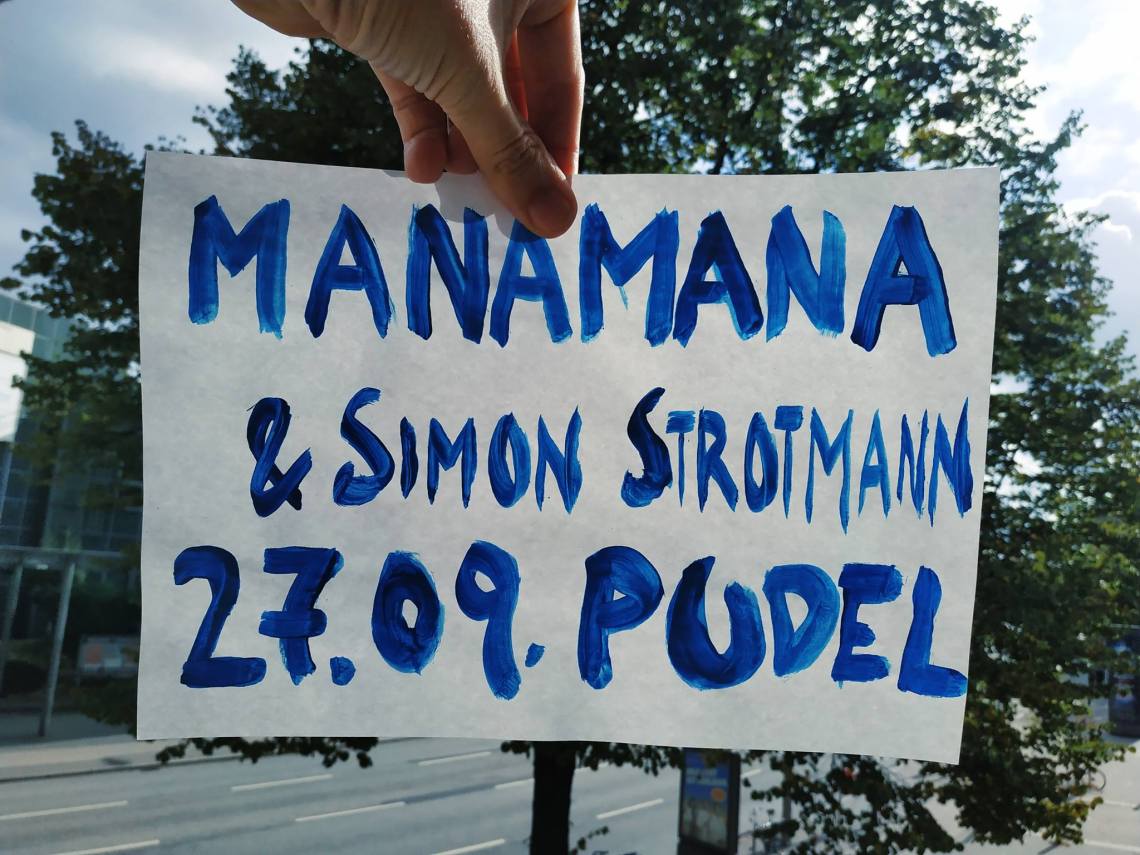 MANAMANA
& SIMON STROTMANN
27.09. PUDEL